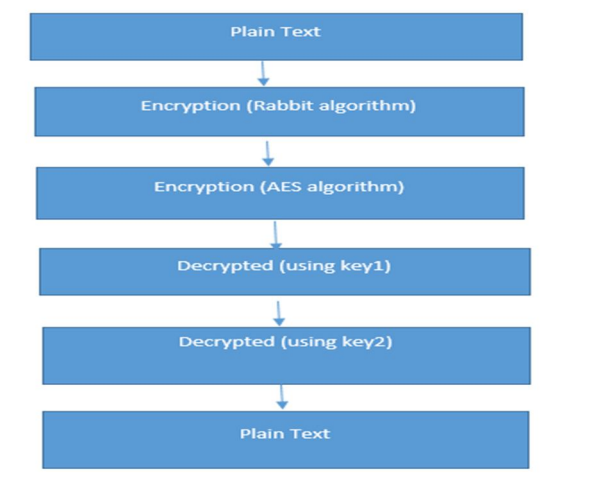 Plain Text
Encryption (Rabbit algorithm)
Encryption (AES algorithm)
Decrypted (using key1)
Decrypted (using key2)
Plain Text